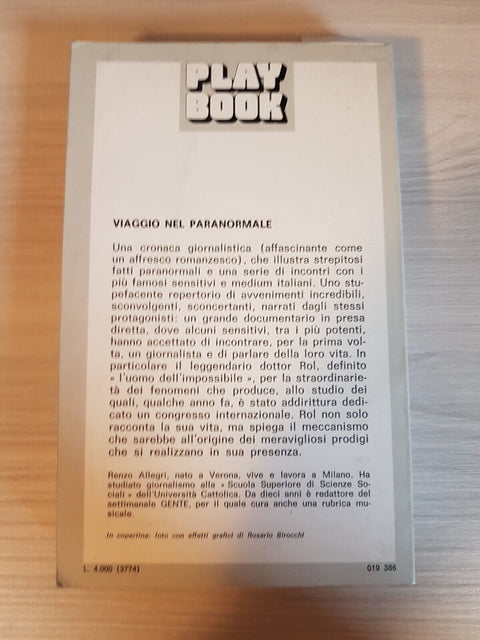 PLAY
BOOK
VIAGGIO NEL PARANORMALE
Una cronaca giornalistica (affascinante come
un affresco romanzesco), che illustra strepitosi
fatti paranormali e una serie di incontri con i
più famosi sensitivi e medium italiani. Uno stu-
pefacente repertorio di avvenimenti incredibili,
sconvolgenti, sconcertanti, narrati dagli stessi
protagonisti: un grande documentario in presa
diretta, dove alcuni sensitivi, tra i più potenti,
hanno accettato di incontrare, per la prima vol-
ta, un giornalista e di parlare della loro vita. In
particolare il leggendario dottor Rol, definito
« l'uomo dell'impossibile », per la straordinarie-
tà dei fenomeni che produce, allo studio dei
quali, qualche anno fa, è stato addirittura dedi-
cato un congresso internazionale. Rol non solo
racconta la sua vita, ma spiega il meccanismo
che sarebbe all'origine dei meravigliosi prodigi
che si realizzano in sua presenza.
Renzo Allegri, nato a Verona, vive e lavora a Milano. Ha
studiato giornalismo alla « Scuola Superiore di Scienze So-
ciali » dell'Università Cattolica. Da dieci anni è redattore del
settimanale GENTE, per il quale cura anche una rubrica mu-
sicale.
In copertina: foto con effetti grafici di Rosario Birocchi
L. 4.000 (3774)
019 386